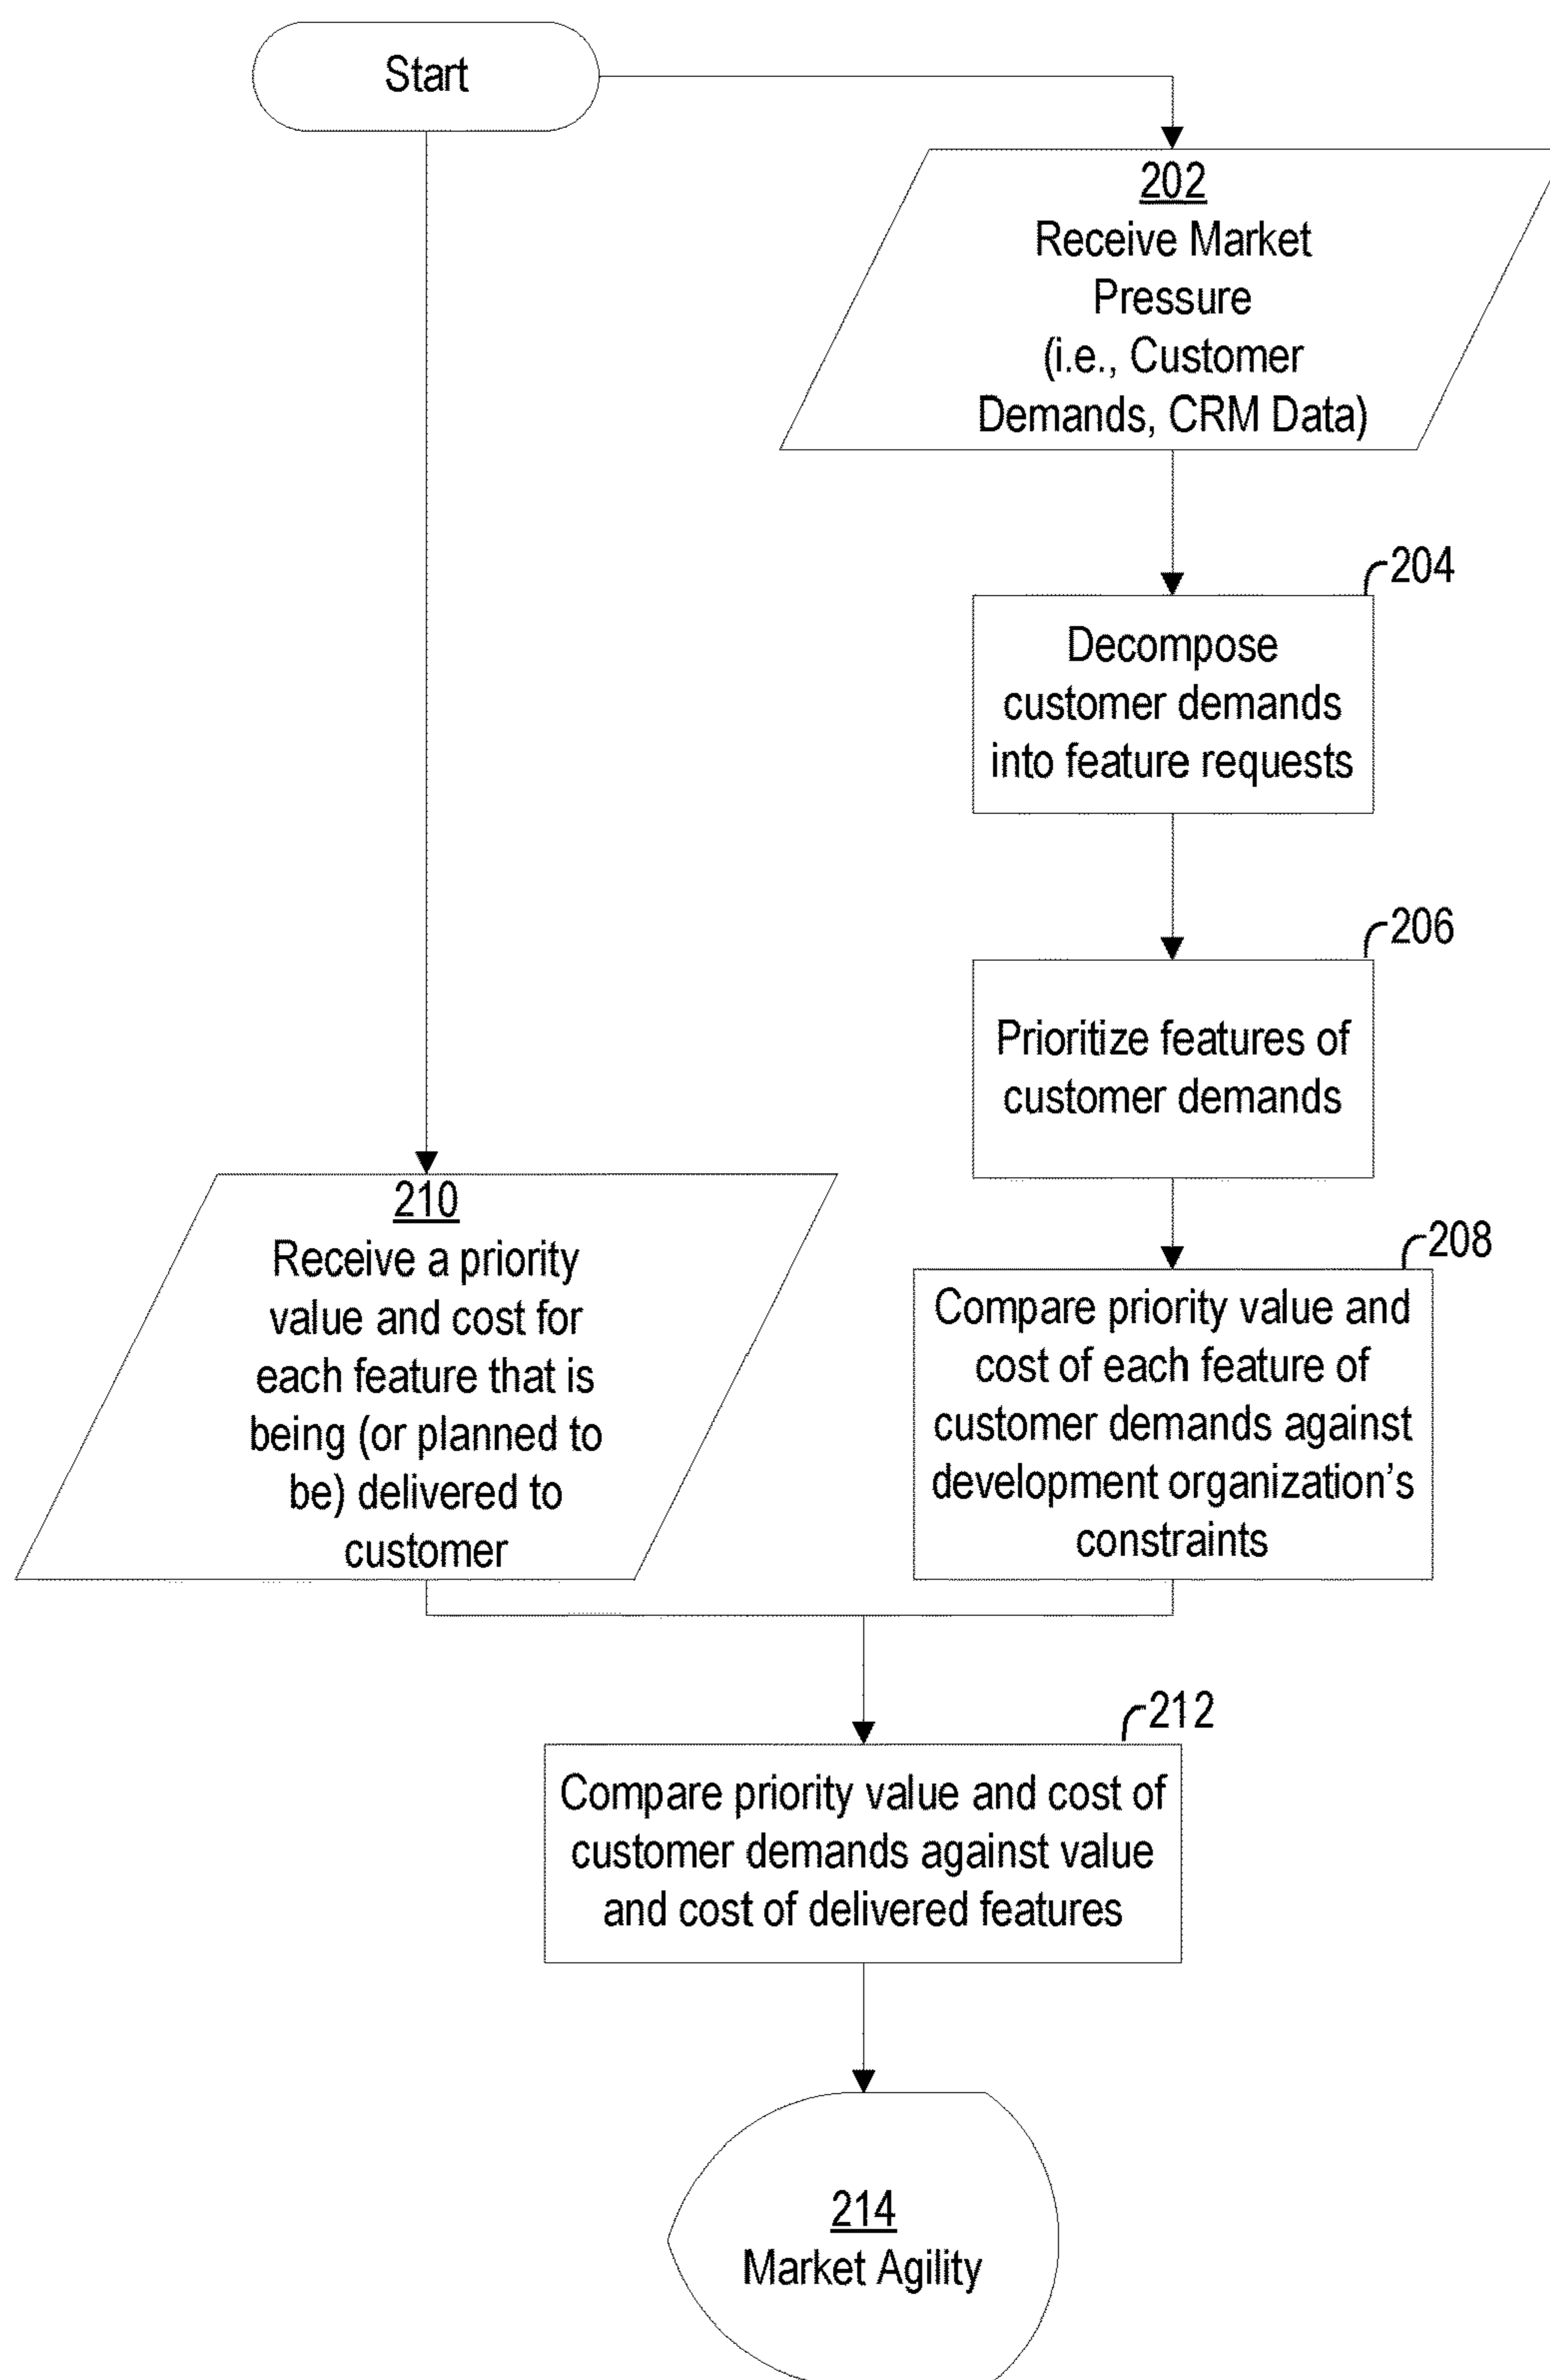 Start
202
Receive Market
Pressure
(i.e., Customer
Demands, CRM Data)
204
Decompose
customer demands
into feature requests
206
Prioritize features of
customer demands
210
Receive a priority
value and cost for
each feature that is
being (or planned to
be) delivered to
customer
208
Compare priority value and
cost of each feature of
customer demands against
development organization's
constraints
212
Compare priority value and cost of
customer demands against value
and cost of delivered features
214
Market Agility